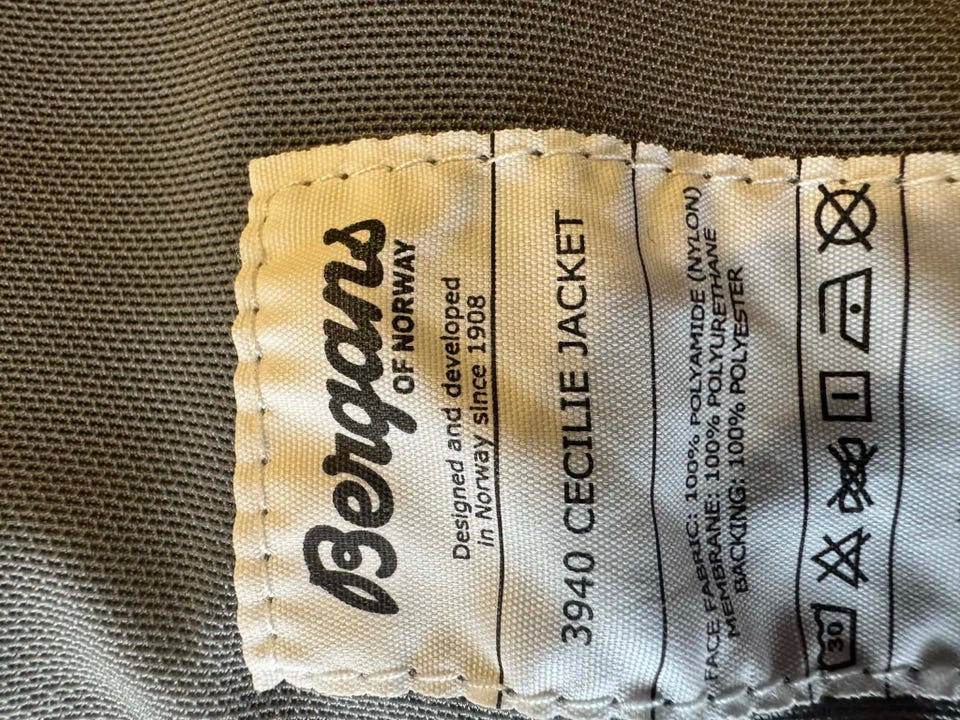 Bergans
OF NORWAY
Designed and developed
in Norway since 1908
3940 CECILIE JACKET
FACE FABRIC: 100% POLYAMIDE (NYLON)
MEMBRANE: 100% POLYURETHANE
BACKING: 100% POLYESTER
30